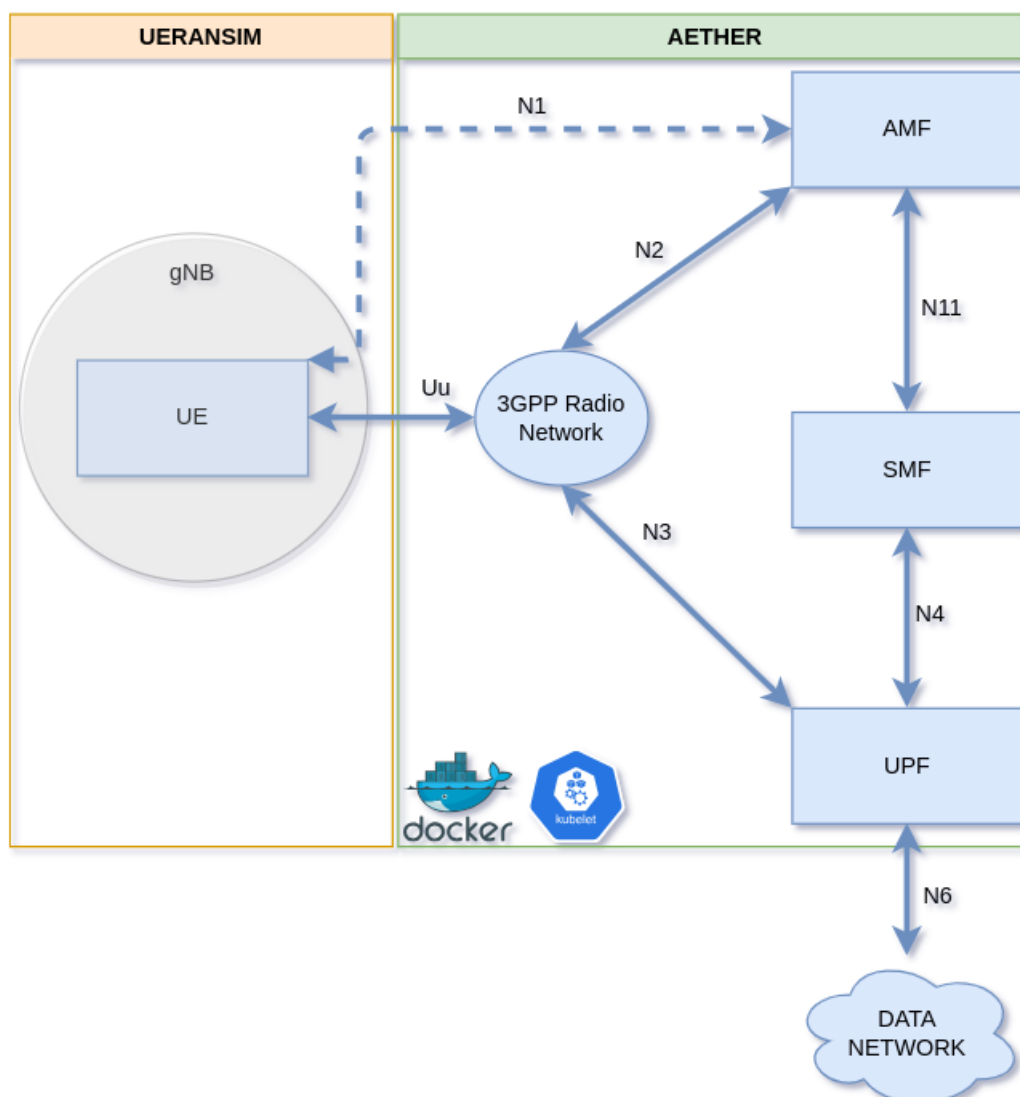 UERANSIM
AETHER
N1
AMF
N2
gNB
N11
Uu
UE
3GPP Radio
Network
SMF
N3
N4
UPF
docker
kubelet
N6
DATA
NETWORK